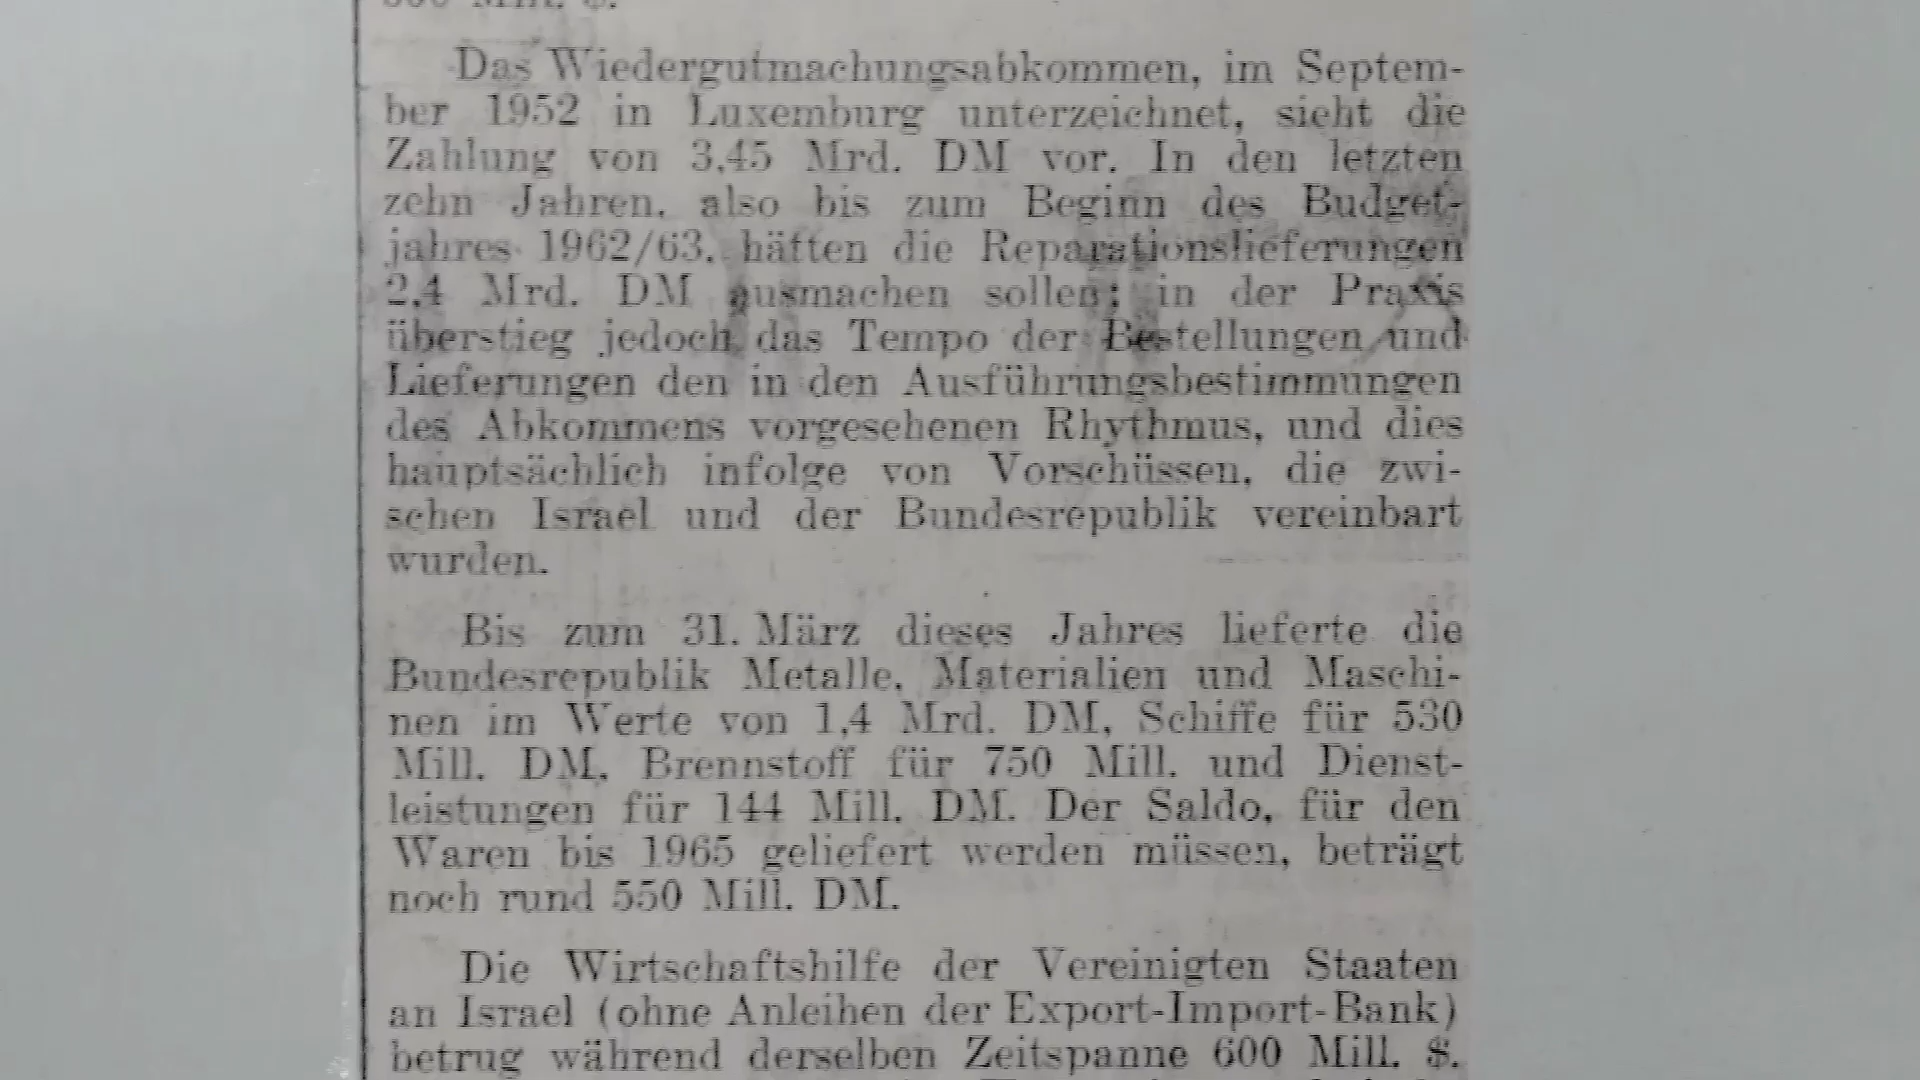 500 Mill. $.
Das Wiedergutmachungsabkommen, im Septem-
ber 1952 in Luxemburg unterzeichnet, sieht die
Zahlung von 3,45 Mrd. DM vor. In den letzten
zehn Jahren, also bis zum Beginn des Budget-
jahres 1962/63, hätten die Reparationslieferungen
2,4 Mrd. DM ausmachen sollen; in der Praxis
überstieg jedoch das Tempo der Bestellungen und
Lieferungen den in den Ausführungsbestimmungen
des Abkommens vorgesehenen Rhythmus, und dies
hauptsächlich infolge von Vorschüssen, die zwi-
schen Israel und der Bundesrepublik vereinbart
wurden.
Bis zum 31. März dieses Jahres lieferte die
Bundesrepublik Metalle, Materialien und Maschi-
nen im Werte von 1,4 Mrd. DM, Schiffe für 530
Mill. DM, Brennstoff für 750 Mill. und Dienst-
leistungen für 144 Mill. DM. Der Saldo, für den
Waren bis 1965 geliefert werden müssen, beträgt
noch rund 550 Mill. DM.
Die Wirtschaftshilfe der Vereinigten Staaten
an Israel (ohne Anleihen der Export-Import-Bank)
betrug während derselben Zeitspanne 600 Mill. $.